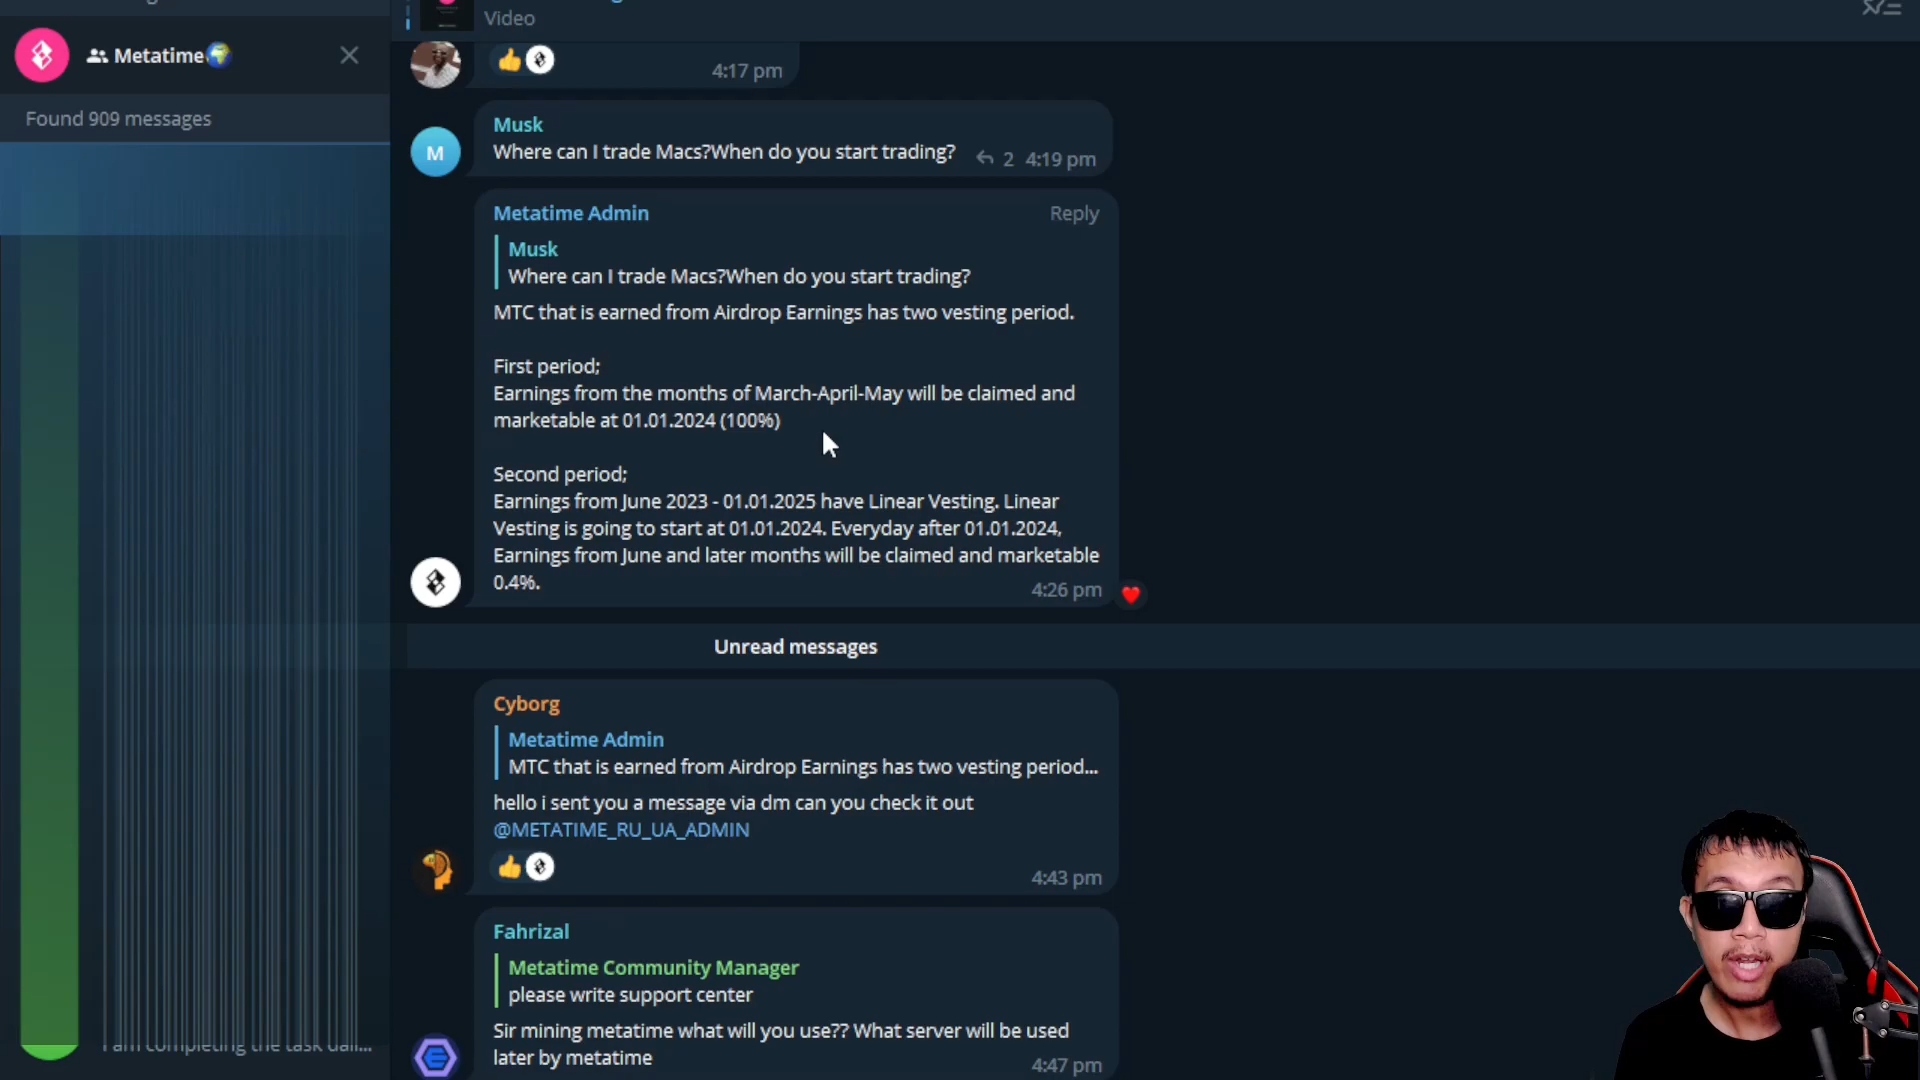 Metatime
Found 909 messages
Video
4:17 pm
Musk
Where can I trade Macs?When do you start trading?
2 4:19 pm
Metatime Admin
Reply
Musk
Where can I trade Macs?When do you start trading?
MTC that is earned from Airdrop Earnings has two vesting period.
First period;
Earnings from the months of March-April-May will be claimed and
marketable at 01.01.2024 (100%)
Second period;
Earnings from June 2023 - 01.01.2025 have Linear Vesting. Linear
Vesting is going to start at 01.01.2024. Everyday after 01.01.2024,
Earnings from June and later months will be claimed and marketable
0.4%.
4:26 pm
Unread messages
Cyborg
Metatime Admin
MTC that is earned from Airdrop Earnings has two vesting period...
hello i sent you a message via dm can you check it out
@METATIME_RU_UA_ADMIN
4:43 pm
Fahrizal
Metatime Community Manager
please write support center
Sir mining metatime what will you use?? What server will be used
later by metatime
4:47 pm
M
I am completing the task dail...